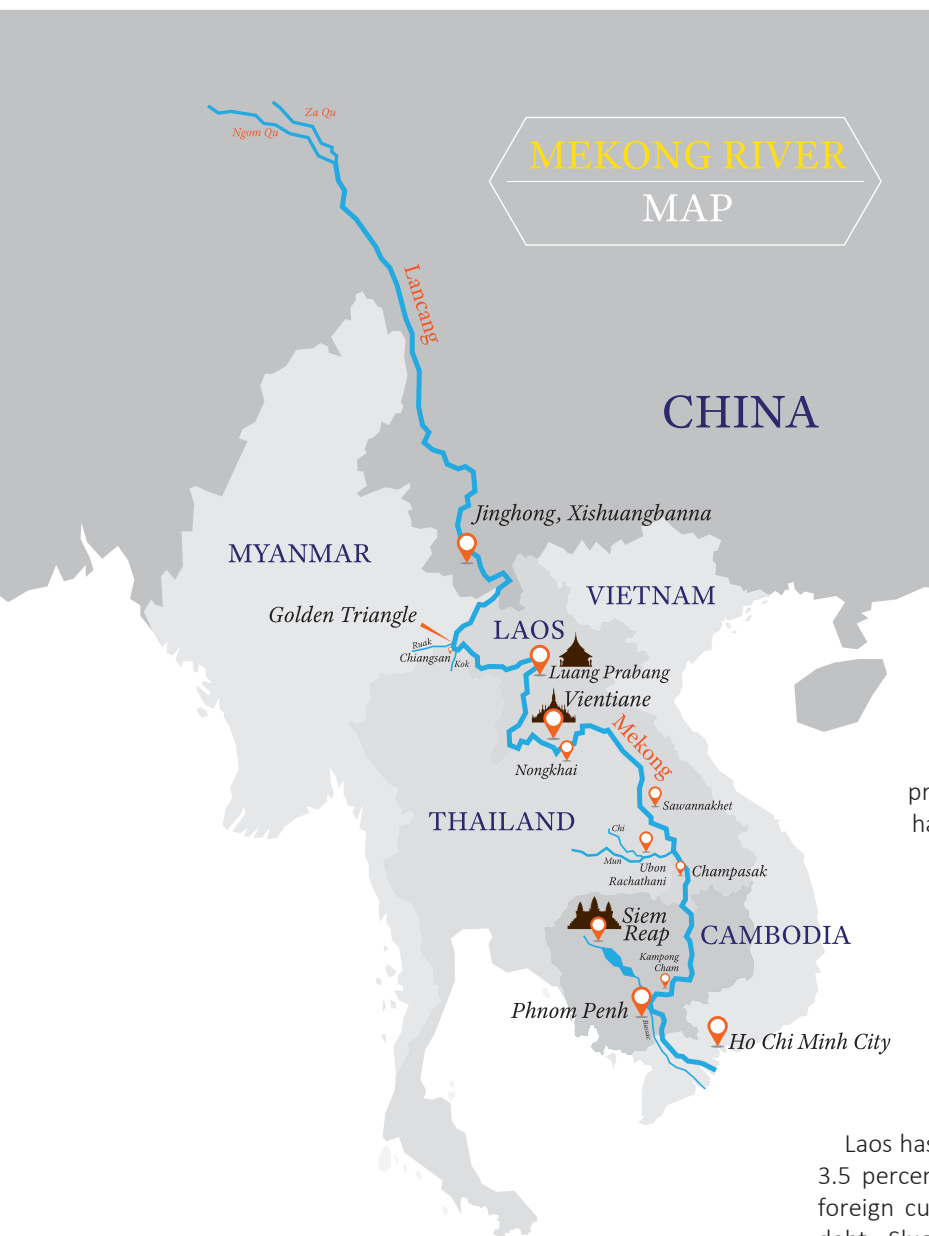 Za Qu
Ngom Qu
MEKONG RIVER
MAP
Lancang
CHINA
Jinghong, Xishuangbanna
MYANMAR
VIETNAM
Golden Triangle
LAOS
Ruak
Chiangsan
Kok
Luang Prabang
Vientiane
Mekong
Nongkhai
Sawannakhet
THAILAND
Chi
Mun
Ubon
Rachathani
Champasak
Siem
Reap
CAMBODIA
Kampong
Cham
Phnom Penh
Bassac
Ho Chi Minh City
pr
ha
Laos has
3.5 percen
foreign cu